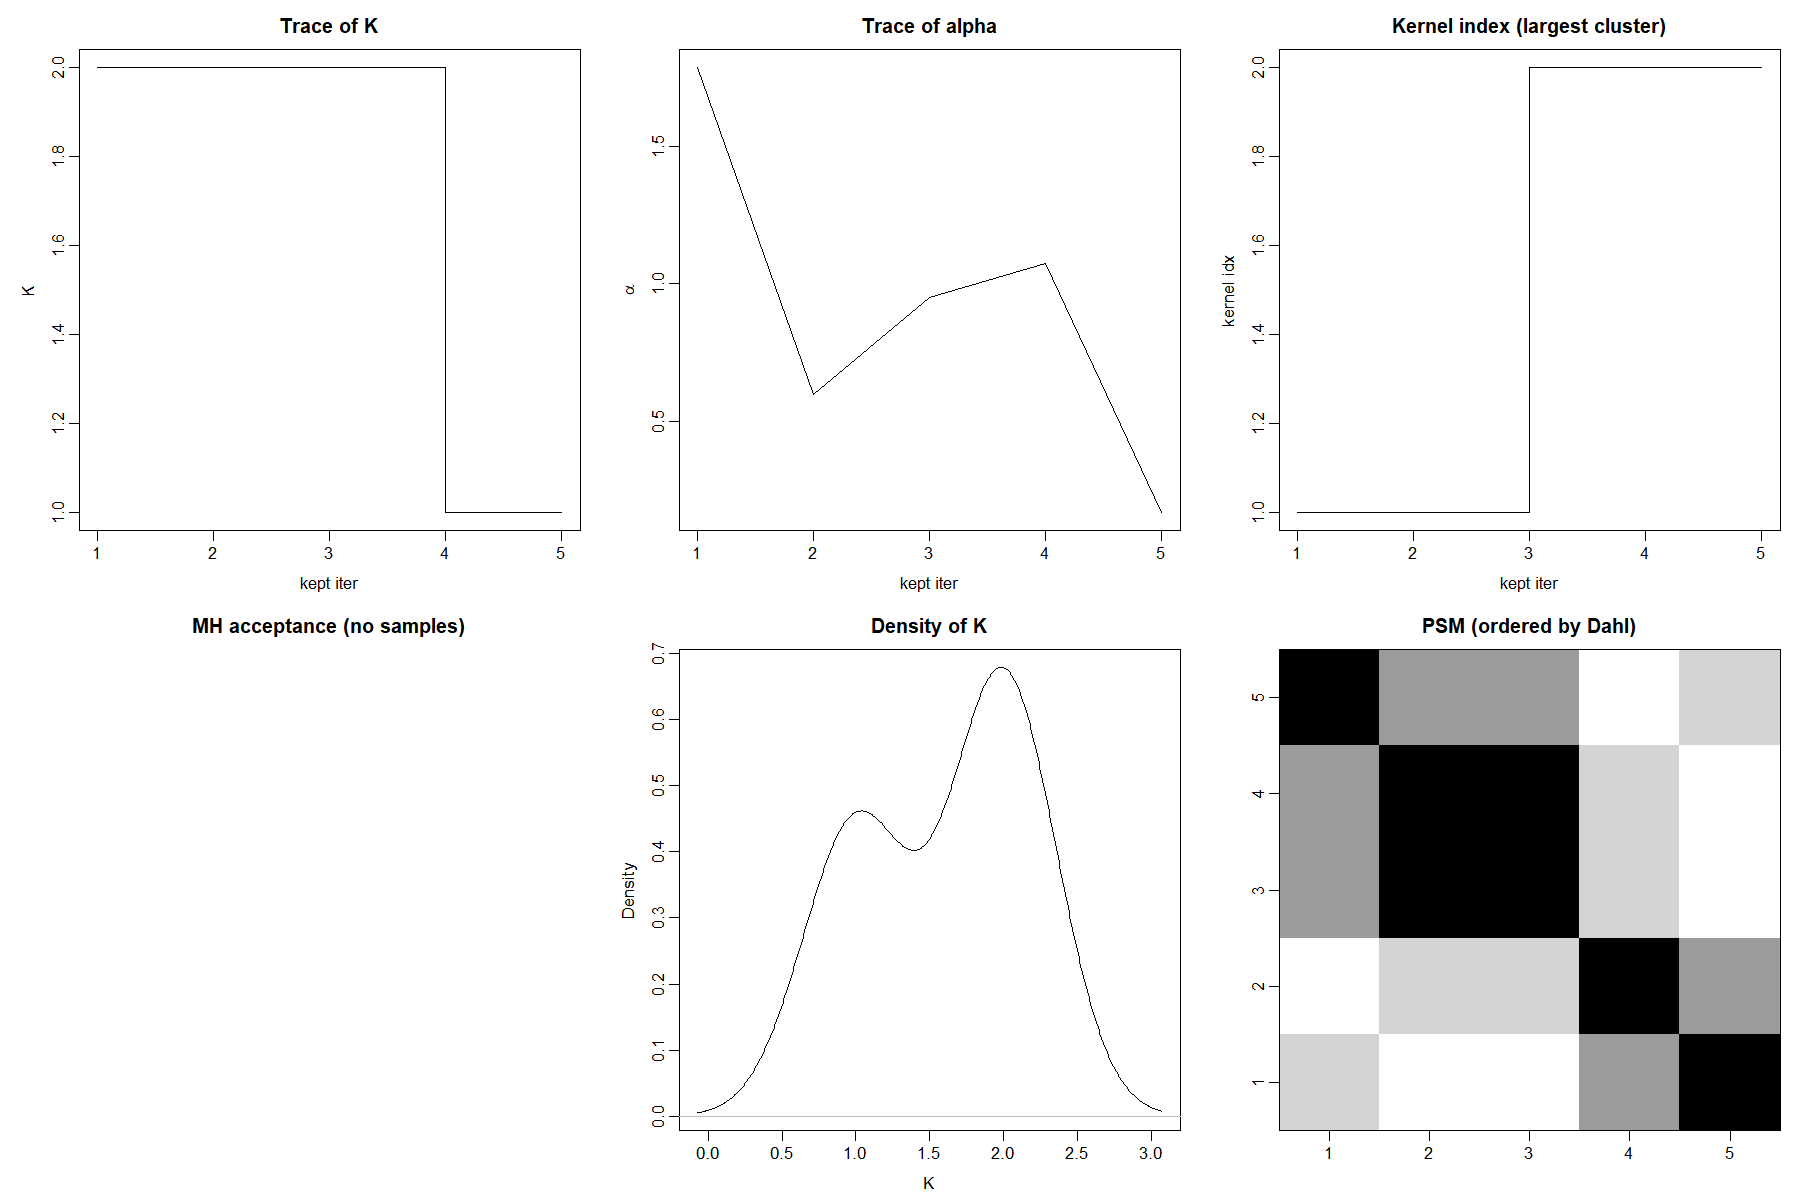 Trace of K
K
2.0
1.8
1.6
1.4
1.2
1.0
1 2 3 4 5
kept iter
Trace of alpha
α
1.5
1.0
0.5
1 2 3 4 5
kept iter
Kernel index (largest cluster)
kernel idx
2.0
1.8
1.6
1.4
1.2
1.0
1 2 3 4 5
kept iter
MH acceptance (no samples)
Density of K
Density
0.7
0.6
0.5
0.4
0.3
0.2
0.1
0.0
0.0 0.5 1.0 1.5 2.0 2.5 3.0
K
PSM (ordered by Dahl)
5
4
3
2
1
1 2 3 4 5